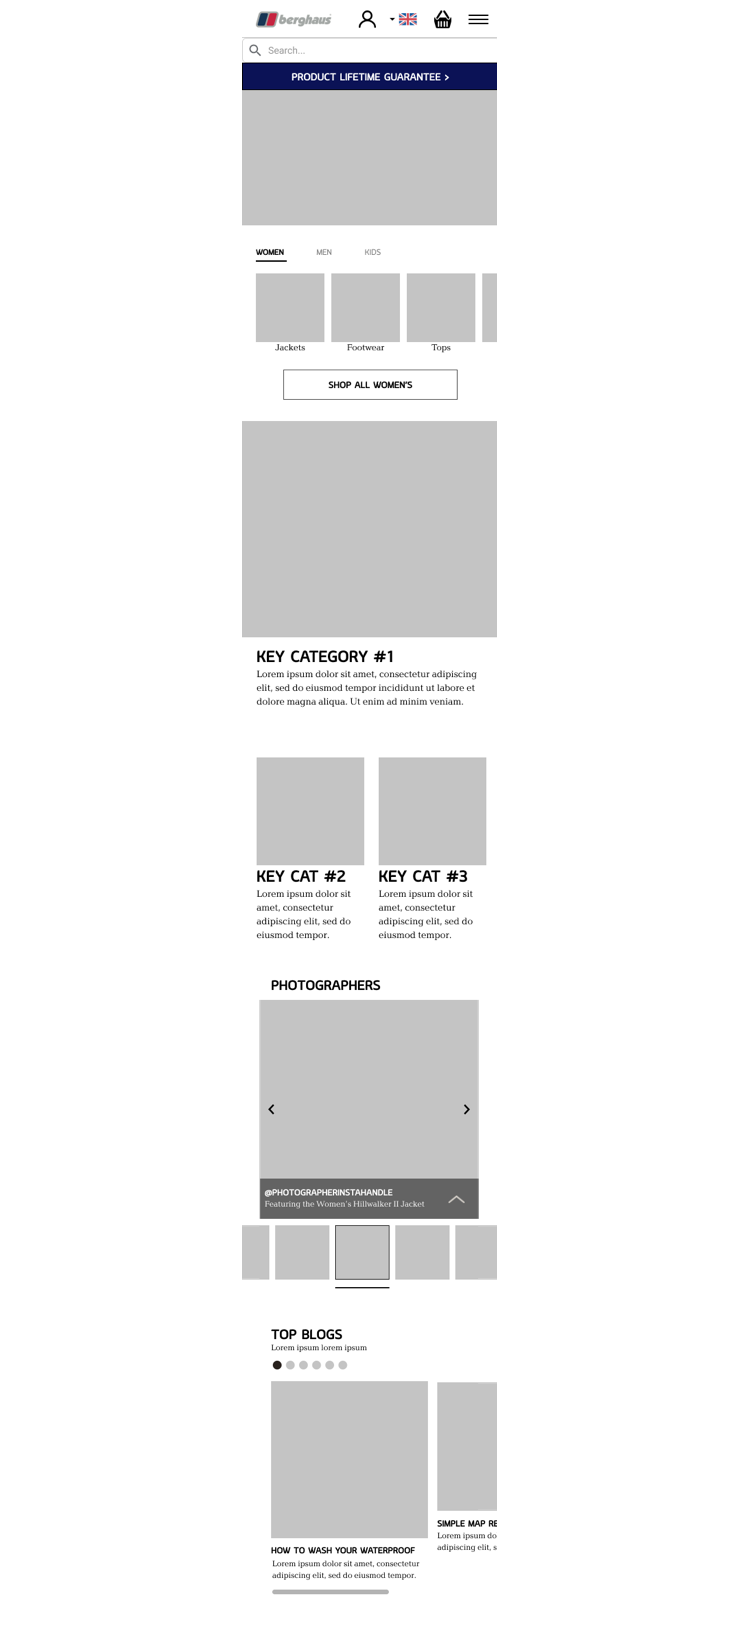 berghaus
Search...
PRODUCT LIFETIME GUARANTEE >
WOMEN MEN KIDS
Jackets Footwear Tops
SHOP ALL WOMEN'S
KEY CATEGORY #1
Lorem ipsum dolor sit amet, consectetur adipiscing
elit, sed do eiusmod tempor incididunt ut labore et
dolore magna aliqua. Ut enim ad minim veniam.
KEY CAT #2
Lorem ipsum dolor sit
amet, consectetur
adipiscing elit, sed do
eiusmod tempor.
KEY CAT #3
Lorem ipsum dolor sit
amet, consectetur
adipiscing elit, sed do
eiusmod tempor.
PHOTOGRAPHERS
@PHOTOGRAPHERINSTAHANDLE
Featuring the Women's Hillwalker II Jacket
TOP BLOGS
Lorem ipsum lorem ipsum
HOW TO WASH YOUR WATERPROOF
Lorem ipsum dolor sit amet, consectetur
adipiscing elit, sed do eiusmod tempor.
SIMPLE MAP RE
Lorem ipsum do
adipiscing elit, s